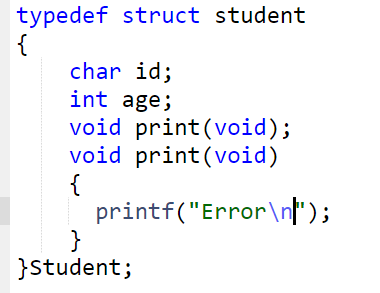 typedef struct student
{
    char id;
    int age;
    void print(void);
    void print(void)
    {
      printf("Error\n");
    }
}Student;